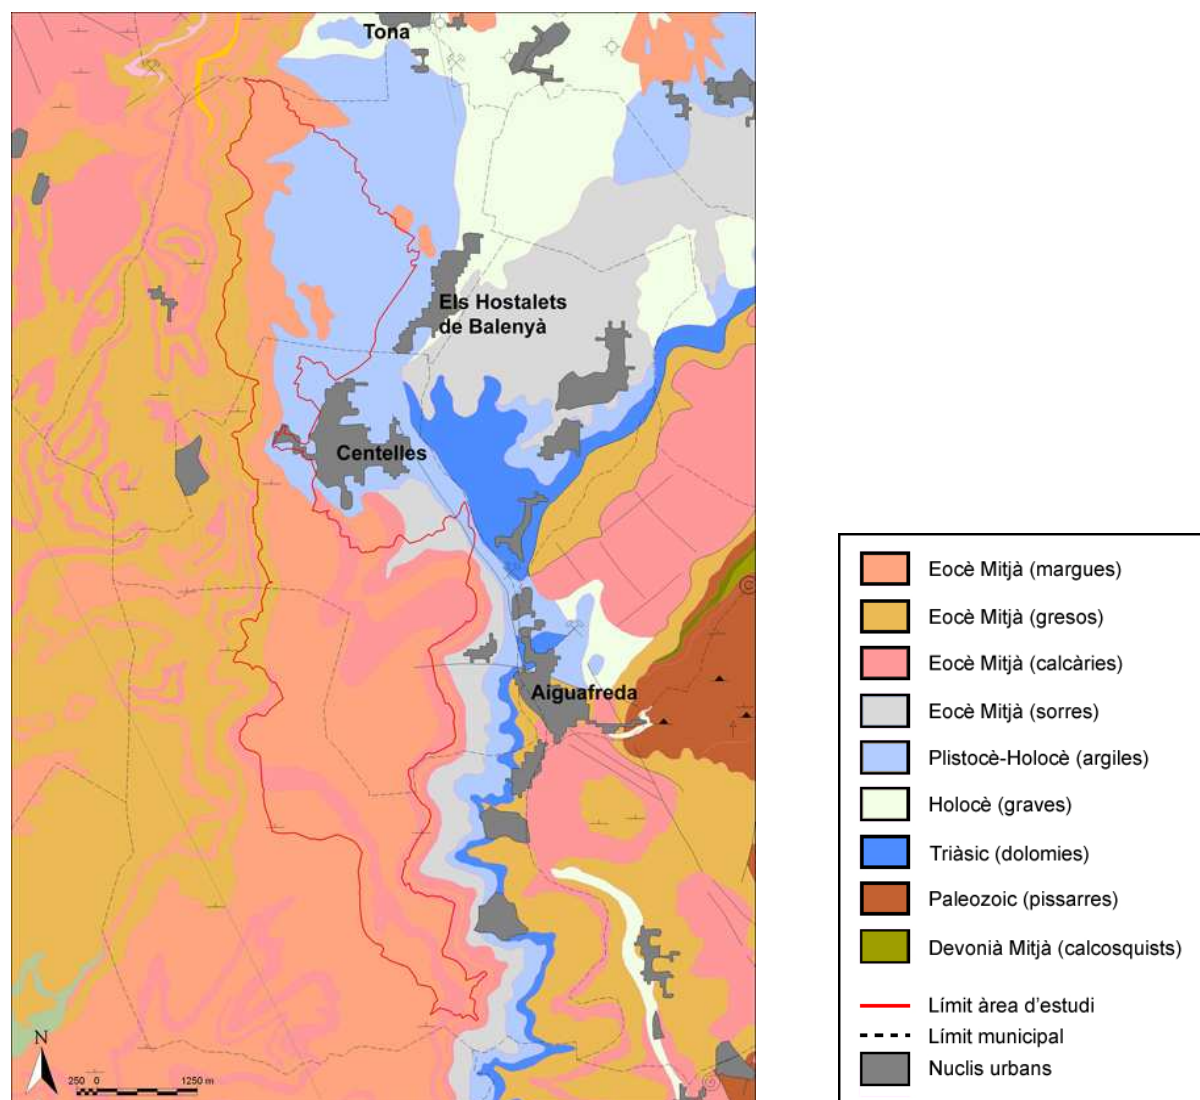 Tona
Els Hostalets
de Balenyà
Centelles
Aiguafreda
N
250 0 1250 m
Eocè Mitjà (margues)
Eocè Mitjà (gresos)
Eocè Mitjà (calcàries)
Eocè Mitjà (sorres)
Plistocè-Holocè (argiles)
Holocè (graves)
Triàsic (dolomies)
Paleozoic (pissarres)
Devonià Mitjà (calcosquists)
Límit àrea d'estudi
Límit municipal
Nuclis urbans